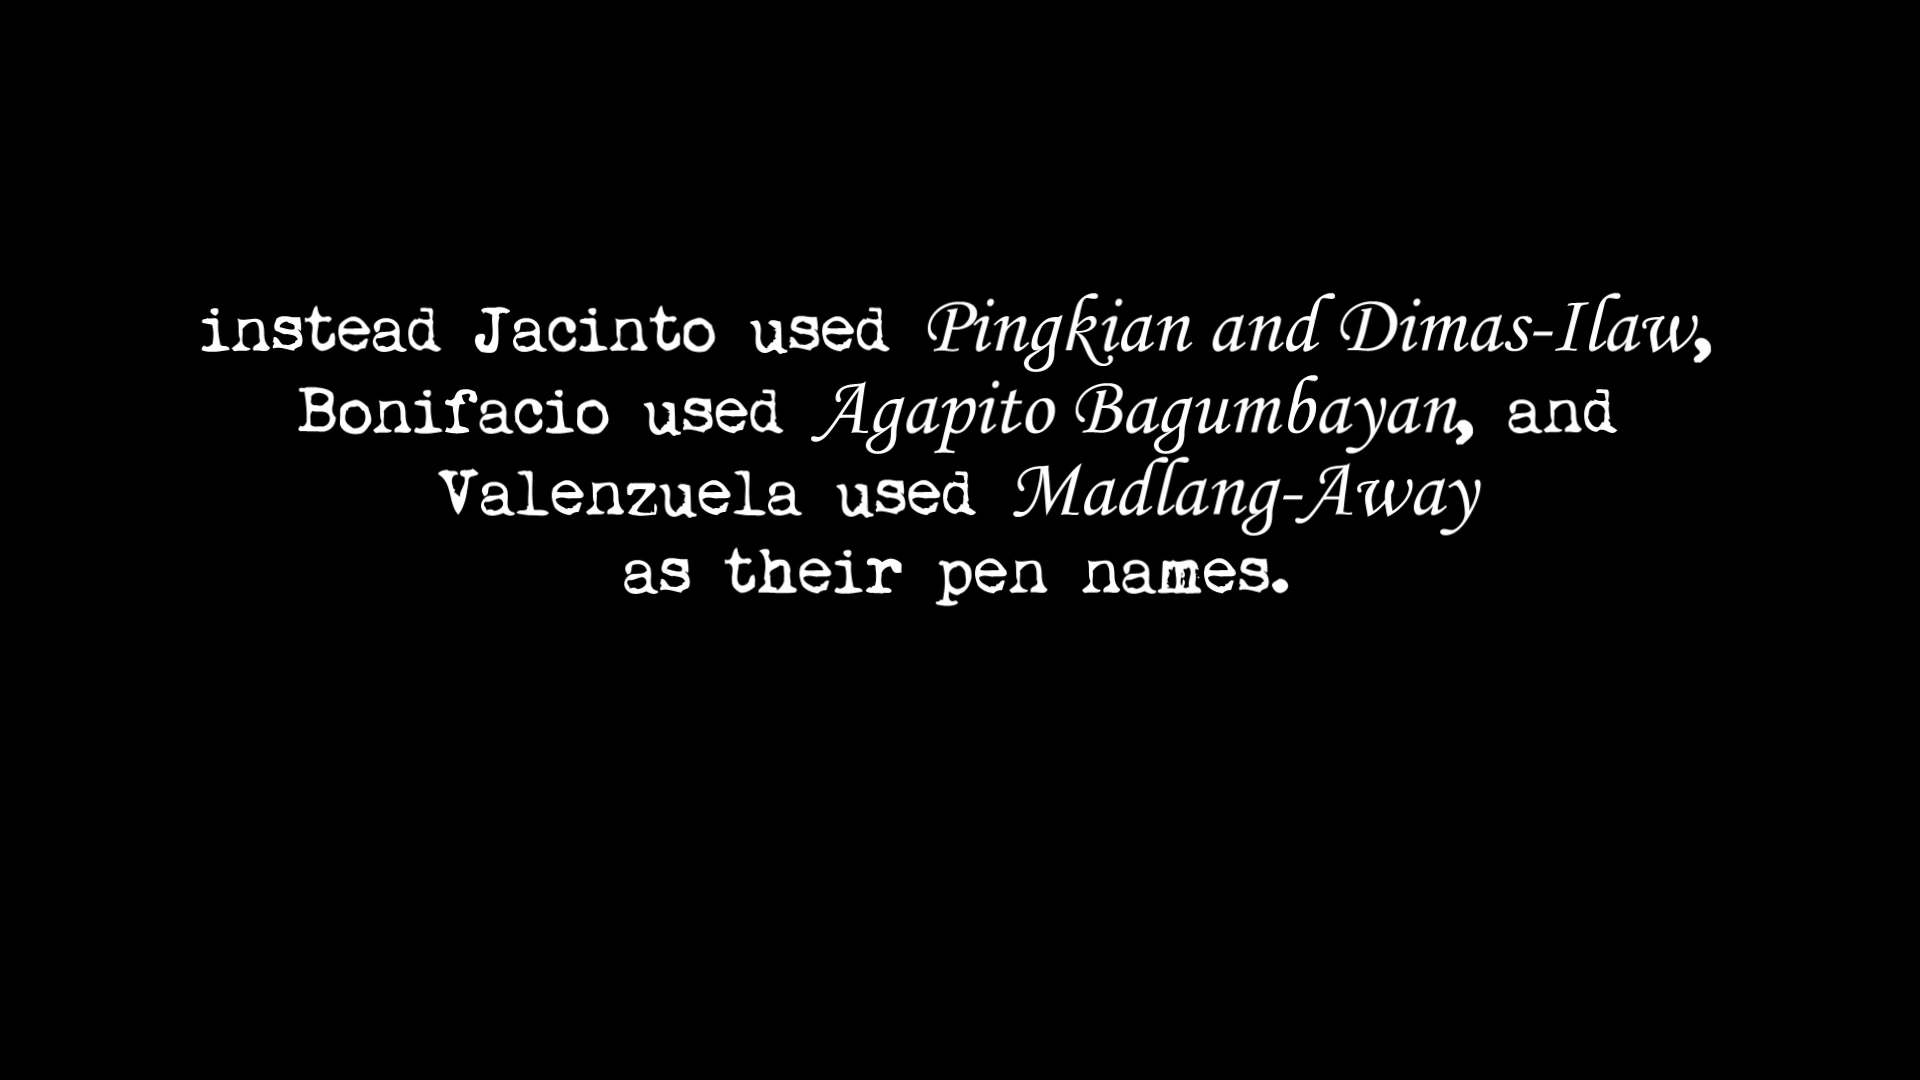 instead Jacinto used Pingkian and Dimas-Ilaw,
Bonifacio used Agapito Bagumbayan, and
Valenzuela used Madlang-Away
as their pen names.